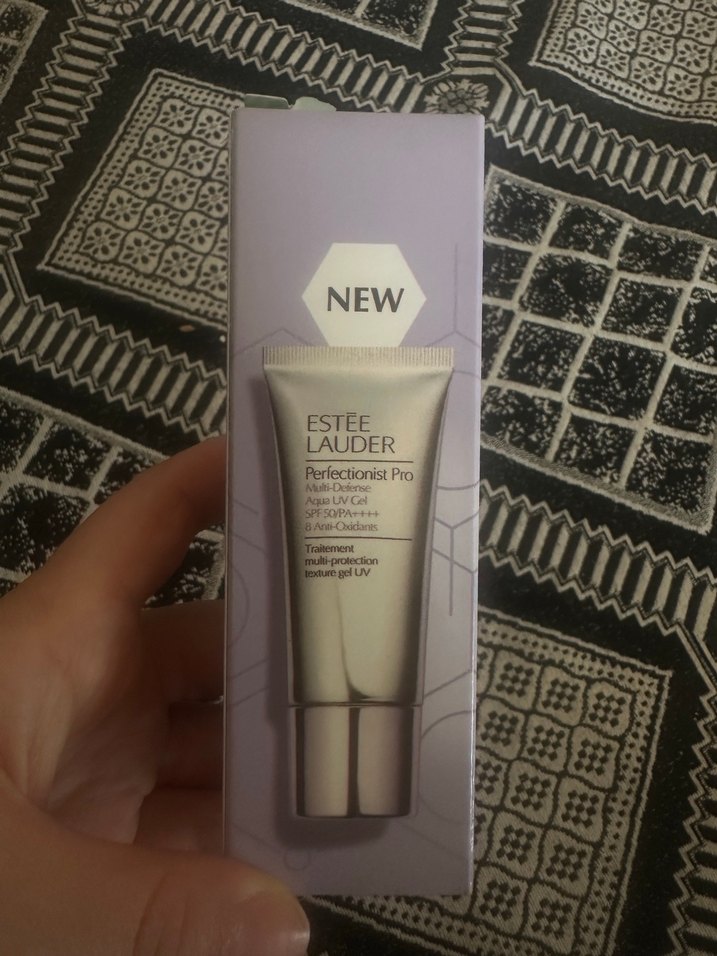 NEW
ESTĒE
LAUDER
Perfectionist Pro
Multi-Defense
Aqua UV Gel
SPF 50/PA++++
8 Anti-Oxidants
Traitement
multi-protection
texture gel UV